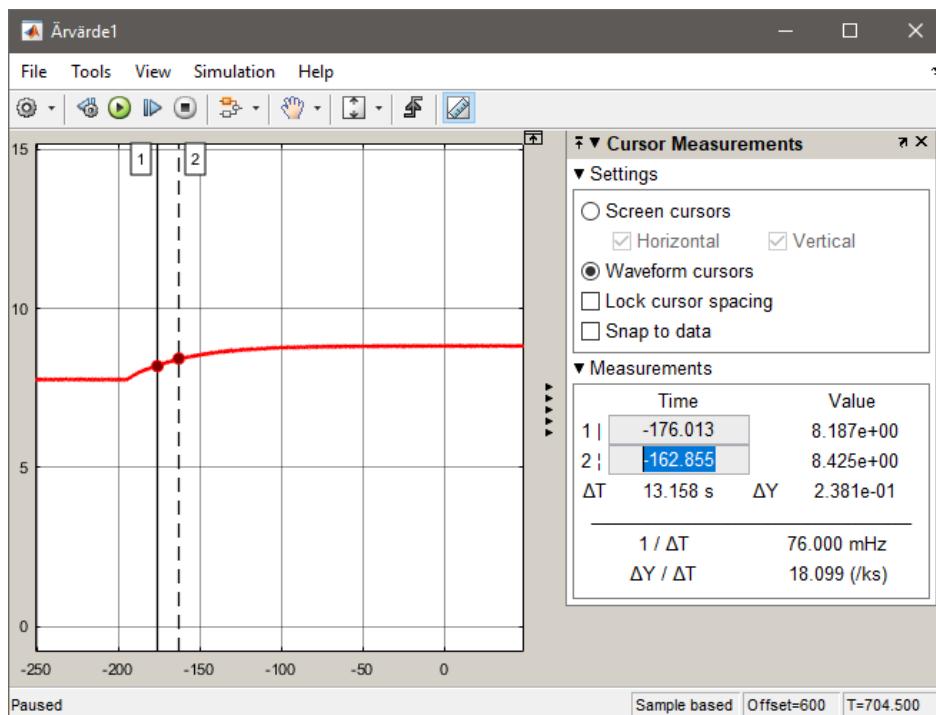 Ärvärde1
File Tools View Simulation Help
1 2
15
10
5
0
-250 -200 -150 -100 -50 0
Cursor Measurements
Settings
Screen cursors
Horizontal Vertical
Waveform cursors
Lock cursor spacing
Snap to data
Measurements
Time Value
1 | -176.013 8.187e+00
2 ¦ -162.855 8.425e+00
ΔT 13.158 s ΔY 2.381e-01
1 / ΔT 76.000 mHz
ΔY / ΔT 18.099 (/ks)
Paused Sample based Offset=600 T=704.500